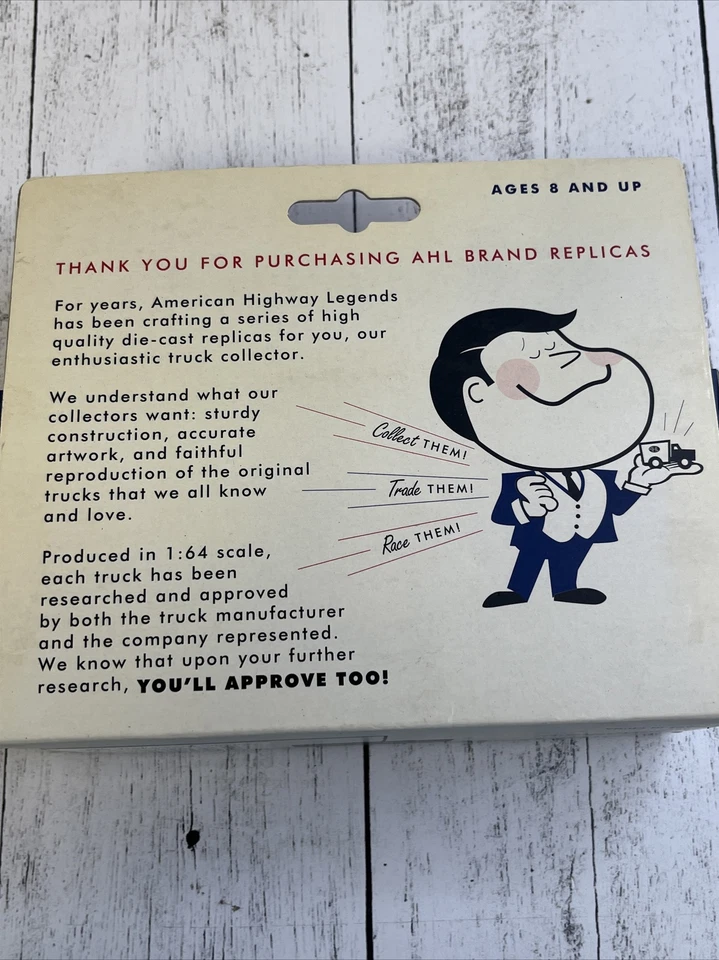 AGES 8 AND UP
THANK YOU FOR PURCHASING AHL BRAND REPLICAS
For years, American Highway Legends
has been crafting a series of high
quality die-cast replicas for you, our
enthusiastic truck collector.
We understand what our
collectors want: sturdy
construction, accurate
artwork, and faithful
reproduction of the original
trucks that we all know
and love.
Collect THEM!
Trade THEM!
Race THEM!
Produced in 1:64 scale,
each truck has been
researched and approved
by both the truck manufacturer
and the company represented.
We know that upon your further
research, YOU'LL APPROVE TOO!